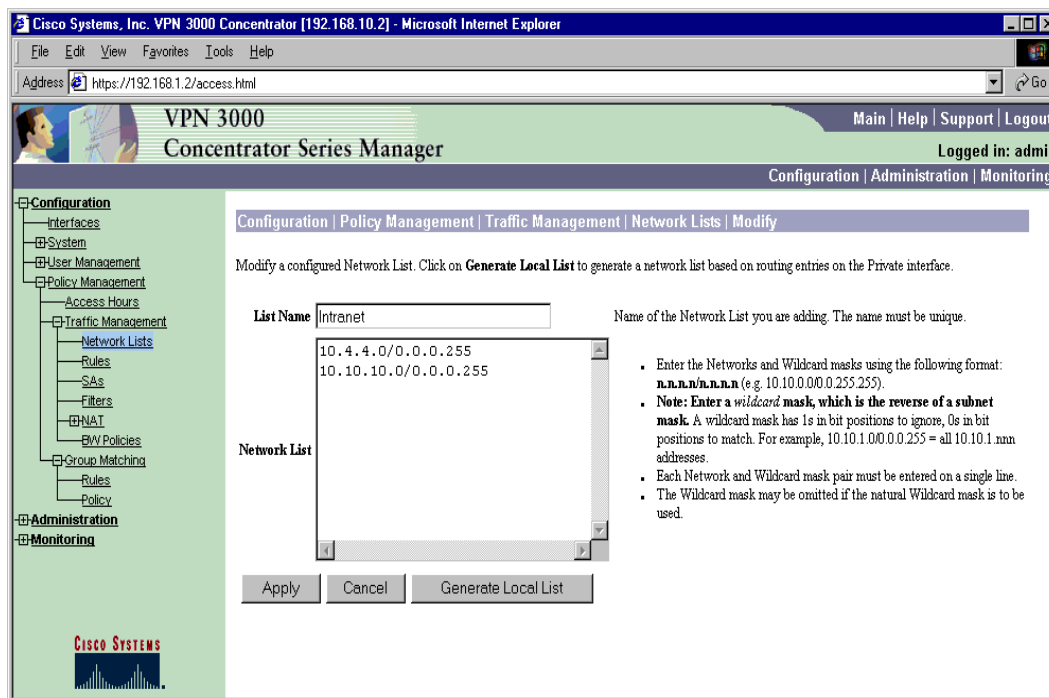 Cisco Systems, Inc. VPN 3000 Concentrator [192.168.10.2] - Microsoft Internet Explorer
File Edit View Favorites Tools Help
Address https://192.168.1.2/access.html Go
VPN 3000
Concentrator Series Manager
Main | Help | Support | Logout
Logged in: admi
Configuration | Administration | Monitoring
Configuration
Interfaces
System
User Management
Policy Management
Access Hours
Traffic Management
Network Lists
Rules
SAs
Filters
NAT
BW Policies
Group Matching
Rules
Policy
Administration
Monitoring
CISCO SYSTEMS
Configuration | Policy Management | Traffic Management | Network Lists | Modify
Modify a configured Network List. Click on Generate Local List to generate a network list based on routing entries on the Private interface.
List Name Intranet Name of the Network List you are adding. The name must be unique.
Network List
10.4.4.0/0.0.0.255
10.10.10.0/0.0.0.255
Enter the Networks and Wildcard masks using the following format:
n.n.n.n/n.n.n.n (e.g. 10.10.0.0/0.0.255.255).
Note: Enter a wildcard mask, which is the reverse of a subnet
mask. A wildcard mask has 1s in bit positions to ignore, 0s in bit
positions to match. For example, 10.10.1.0/0.0.0.255 = all 10.10.1.nnn
addresses.
Each Network and Wildcard mask pair must be entered on a single line.
The Wildcard mask may be omitted if the natural Wildcard mask is to be
used.
Apply Cancel Generate Local List